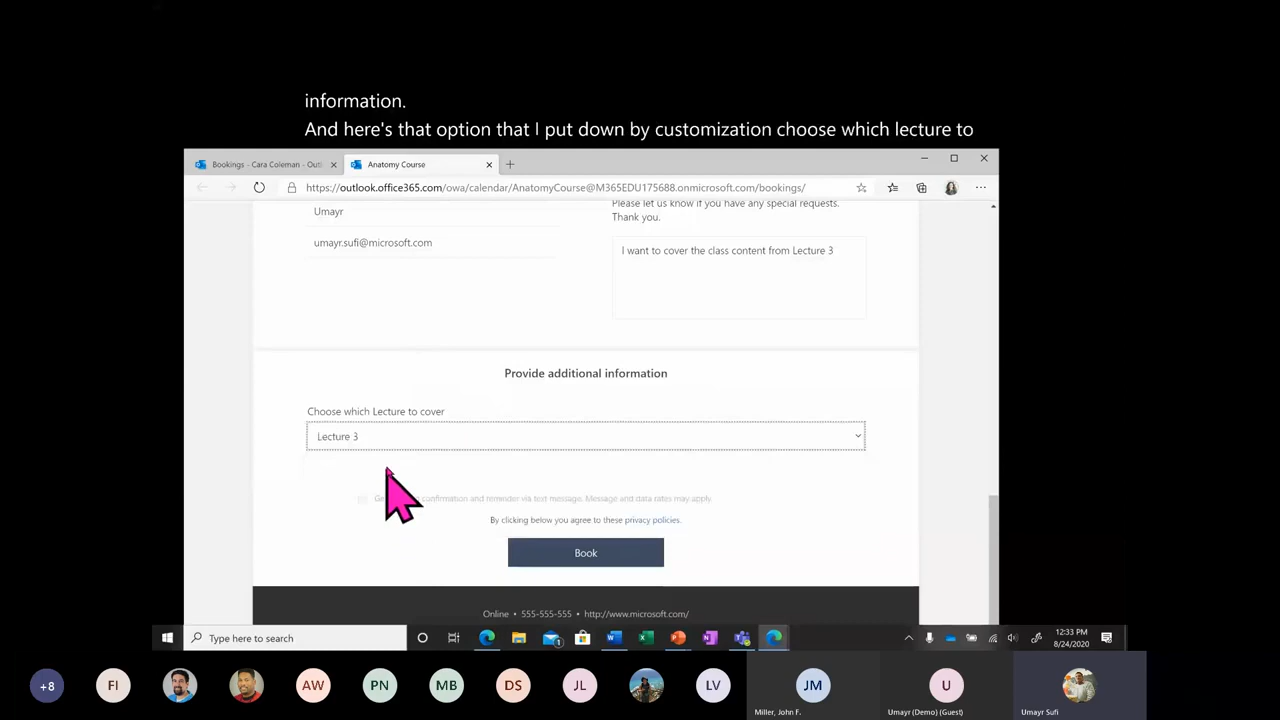 information.
And here's that option that I put down by customization choose which lecture to
Bookings - Cara Coleman - Out
Anatomy Course
https://outlook.office365.com/owa/calendar/AnatomyCourse@M365EDU175688.onmicrosoft.com/bookings/
Umayr
umayr.sufi@microsoft.com
Please let us know if you have any special requests.
Thank you.
I want to cover the class content from Lecture 3
Provide additional information
Choose which Lecture to cover
Lecture 3
confirmation and reminder via text message. Message and data rates may apply.
By clicking below you agree to these privacy policies.
Book
Online • 555-555-555 • http://www.microsoft.com/
Type here to search
1
12:33 PM
8/24/2020
+8
FI
AW
PN
MB
DS
JL
LV
JM
U
Miller, John F.
Umayr (Demo) (Guest)
Umayr Sufi